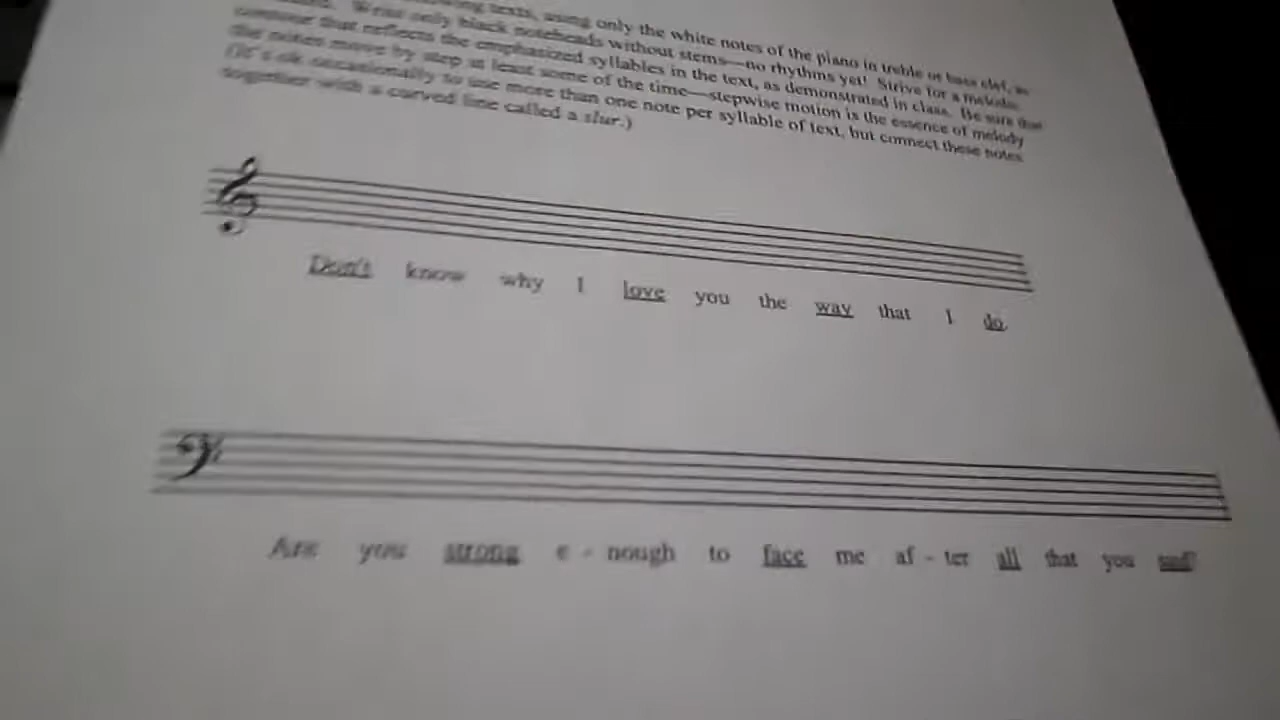 texts, using only the white notes of the piano in treble or bass clef, as
Write only black noteheads without stems—no rhythms yet! Strive for a melodic
contour that reflects the emphasized syllables in the text, as demonstrated in class. Be sure that
the notes move by step at least some of the time—stepwise motion is the essence of melody
(It's ok occasionally to use more than one note per syllable of text, but connect these notes
together with a curved line called a slur.)
Don't know why I love you the way that I do.
Are you strong e - nough to face me af - ter all that you said?